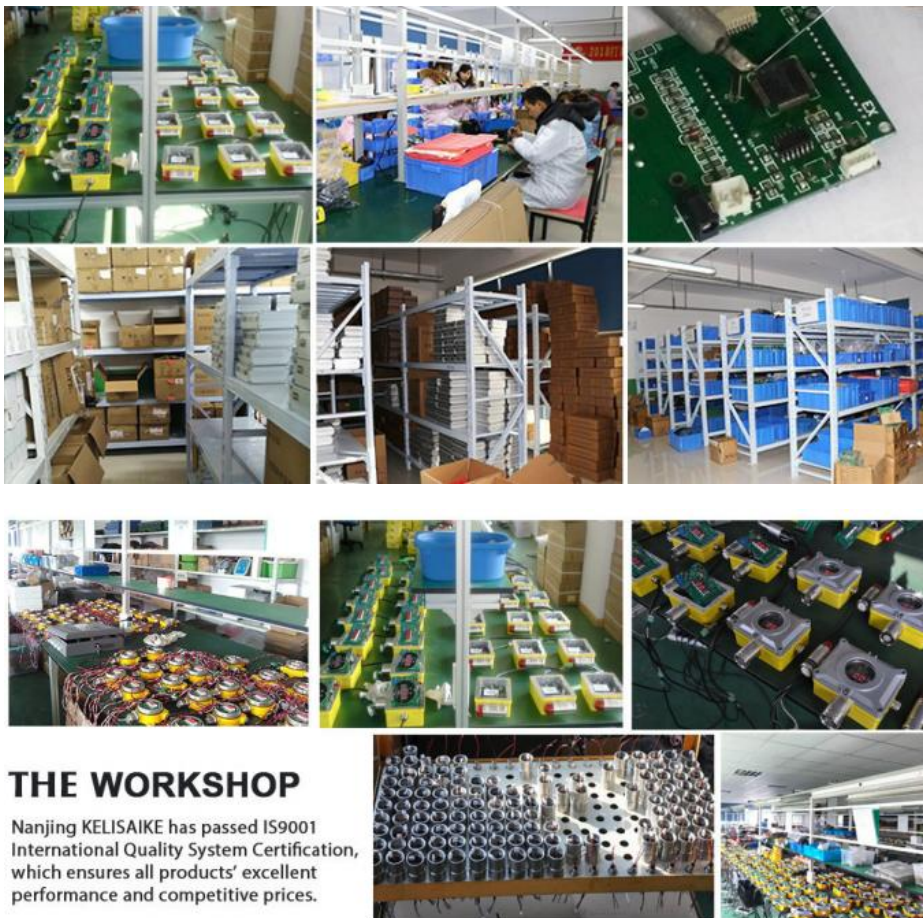 EX
THE WORKSHOP
Nanjing KELISAIKE has passed IS9001
International Quality System Certification,
which ensures all products’ excellent
performance and competitive prices.